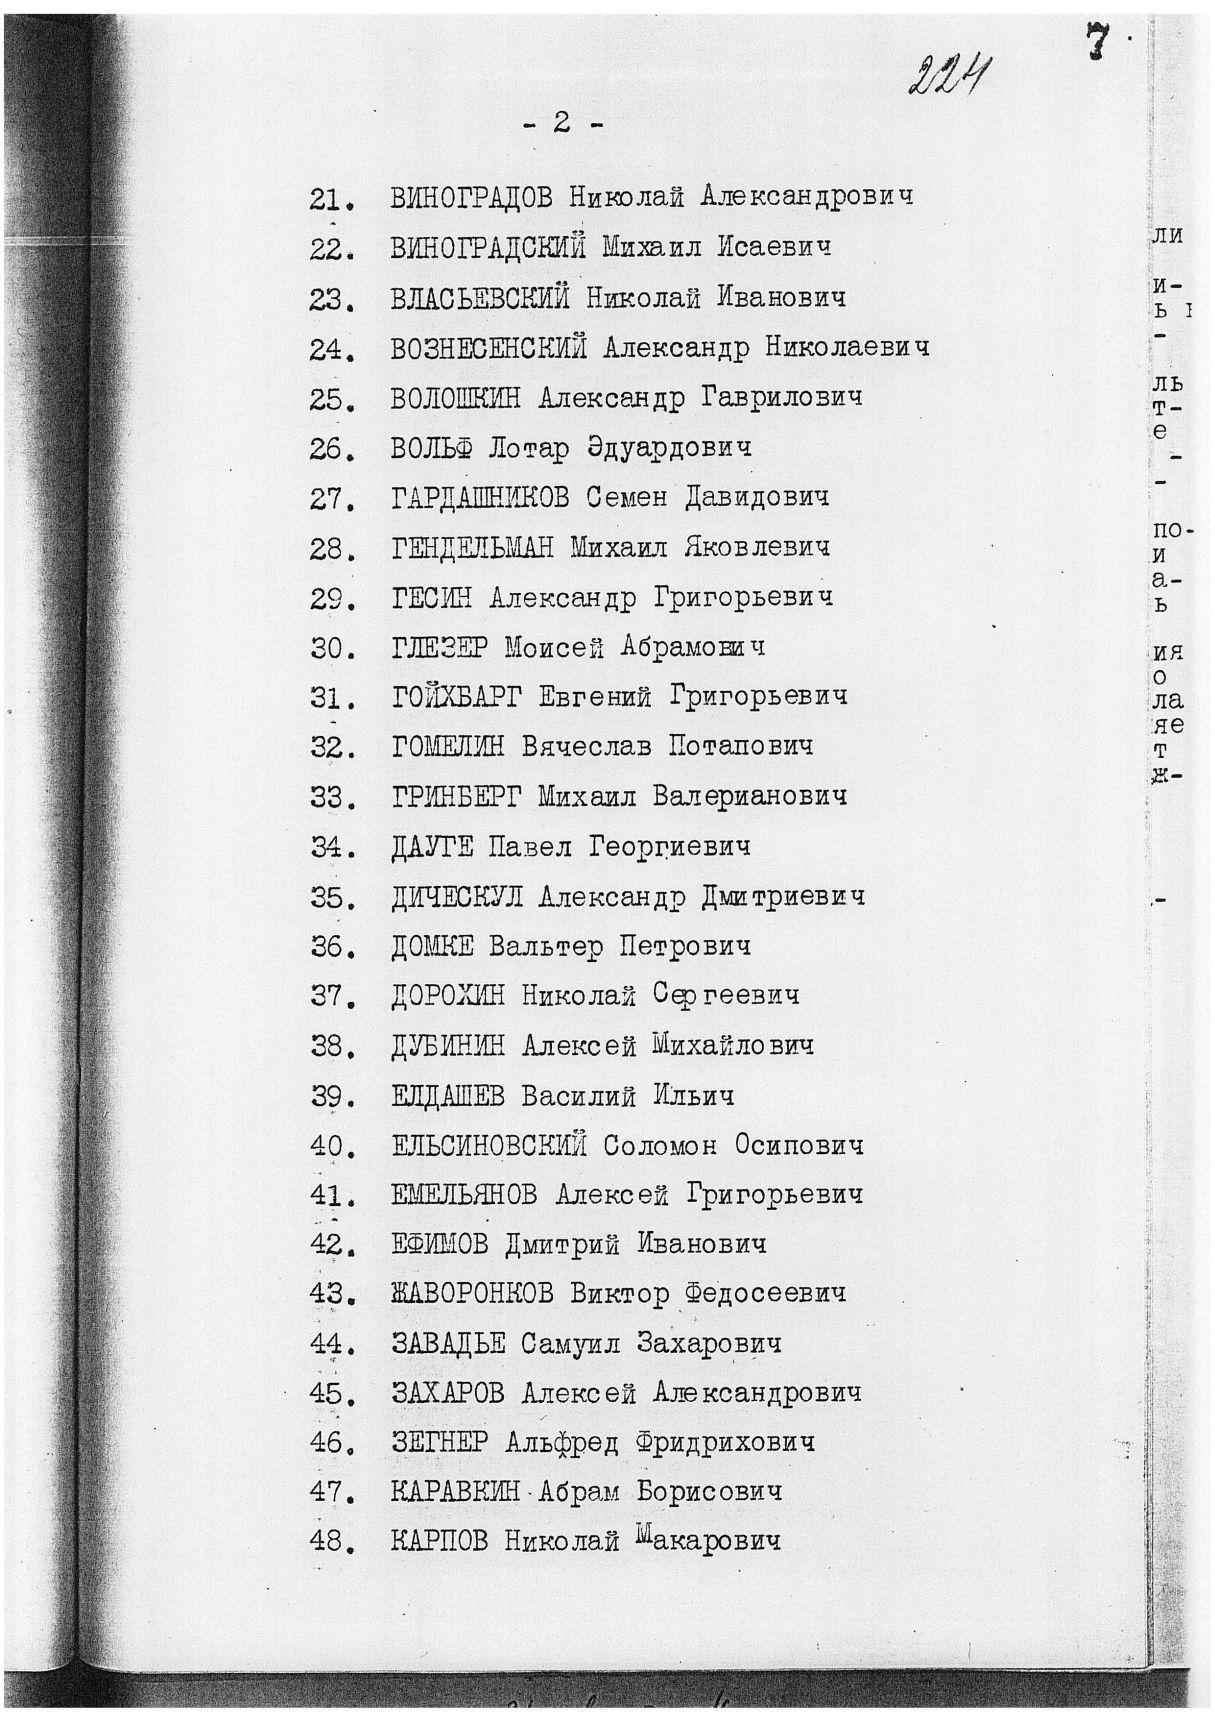 7
224
- 2 -
21. ВИНОГРАДОВ Николай Александрович
22. ВИНОГРАДСКИЙ Михаил Исаевич
23. ВЛАСЬЕВСКИЙ Николай Иванович
24. ВОЗНЕСЕНСКИЙ Александр Николаевич
25. ВОЛОШКИН Александр Гаврилович
26. ВОЛЬФ Лотар Эдуардович
27. ГАРДАШНИКОВ Семен Давидович
28. ГЕНДЕЛЬМАН Михаил Яковлевич
29. ГЕСИН Александр Григорьевич
30. ГЛЕЗЕР Моисей Абрамович
31. ГОЙХБАРГ Евгений Григорьевич
32. ГОМЕЛИН Вячеслав Потапович
33. ГРИНБЕРГ Михаил Валерианович
34. ДАУГЕ Павел Георгиевич
35. ДИЧЕСКУЛ Александр Дмитриевич
36. ДОМКЕ Вальтер Петрович
37. ДОРОХИН Николай Сергеевич
38. ДУБИНИН Алексей Михайлович
39. ЕЛДАШЕВ Василий Ильич
40. ЕЛЬСИНОВСКИЙ Соломон Осипович
41. ЕМЕЛЬЯНОВ Алексей Григорьевич
42. ЕФИМОВ Дмитрий Иванович
43. ЖАВОРОНКОВ Виктор Федосеевич
44. ЗАВАДЬЕ Самуил Захарович
45. ЗАХАРОВ Алексей Александрович
46. ЗЕГНЕР Альфред Фридрихович
47. КАРАВКИН Абрам Борисович
48. КАРПОВ Николай Макарович
ли
и-
ь
-
ль
т-
е
-
-
по-
и
а-
ь
ия
о
ла
яе
т
ж-
-